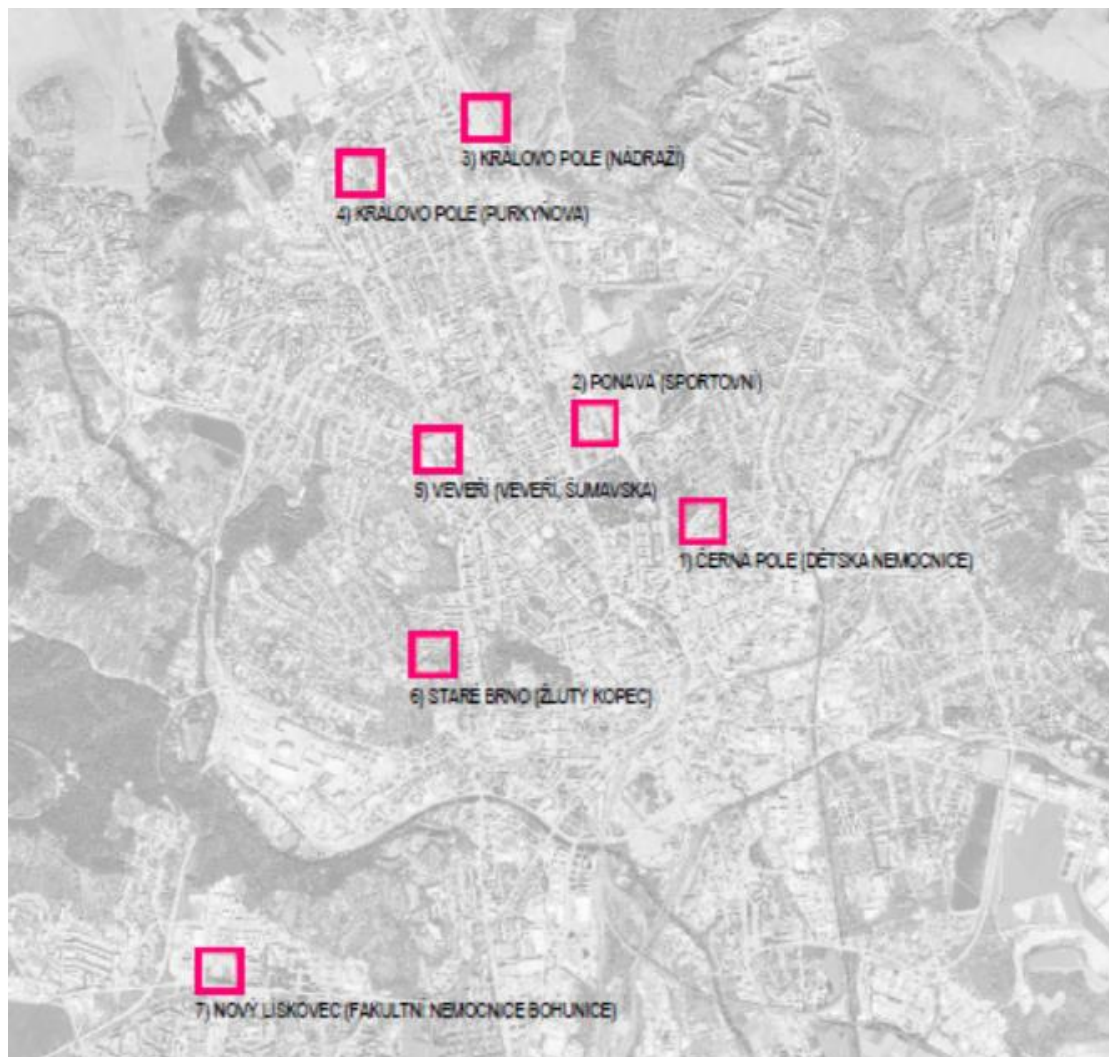 3) KRÁLOVO POLE (NÁDRAŽÍ)
4) KRÁLOVO POLE (PURKYŇOVA)
2) PONAVA (SPORTOVNÍ)
5) VEVEŘÍ (VEVEŘÍ, ŠUMAVSKÁ)
1) ČERNÁ POLE (DĚTSKÁ NEMOCNICE)
6) STARÉ BRNO (ŽLUTÝ KOPEC)
7) NOVÝ LÍSKOVEC (FAKULTNÍ NEMOCNICE BOHUNICE)